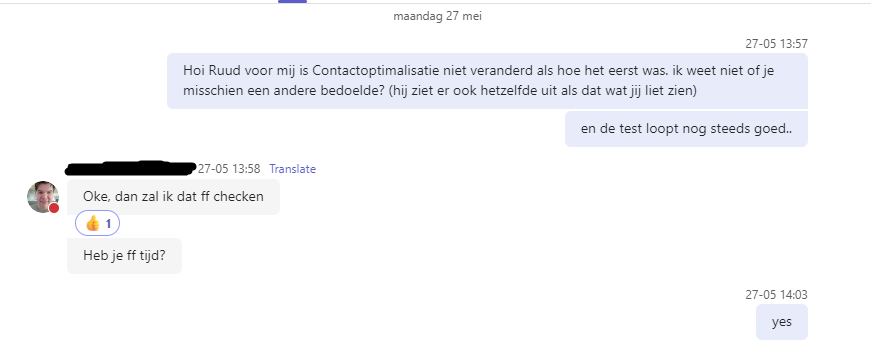 maandag 27 mei
27-05 13:57
Hoi Ruud voor mij is Contactoptimalisatie niet veranderd als hoe het eerst was. ik weet niet of je
misschien een andere bedoelde? (hij ziet er ook hetzelfde uit als dat wat jij liet zien)
en de test loopt nog steeds goed..
27-05 13:58 Translate
Oke, dan zal ik dat ff checken
1
Heb je ff tijd?
27-05 14:03
yes